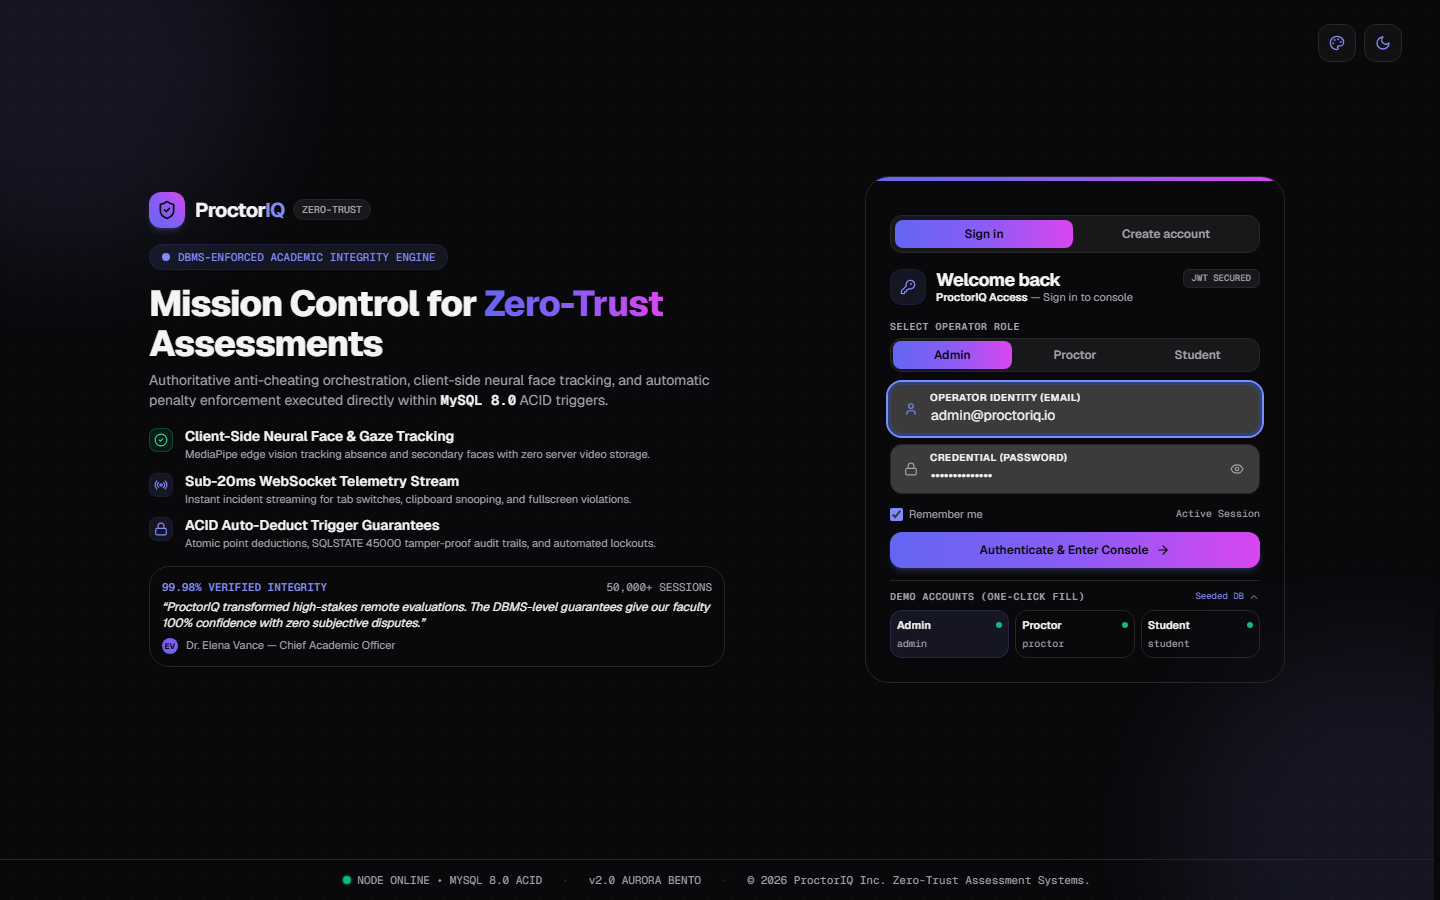 ProctorIQ ZERO-TRUST
DBMS-ENFORCED ACADEMIC INTEGRITY ENGINE
Mission Control for Zero-Trust
Assessments
Authoritative anti-cheating orchestration, client-side neural face tracking, and automatic
penalty enforcement executed directly within MySQL 8.0 ACID triggers.
Client-Side Neural Face & Gaze Tracking
MediaPipe edge vision tracking absence and secondary faces with zero server video storage.
Sub-20ms WebSocket Telemetry Stream
Instant incident streaming for tab switches, clipboard snooping, and fullscreen violations.
ACID Auto-Deduct Trigger Guarantees
Atomic point deductions, SQLSTATE 45000 tamper-proof audit trails, and automated lockouts.
99.98% VERIFIED INTEGRITY 50,000+ SESSIONS
“ProctorIQ transformed high-stakes remote evaluations. The DBMS-level guarantees give our faculty
100% confidence with zero subjective disputes.”
EV Dr. Elena Vance — Chief Academic Officer
Sign in Create account
Welcome back JWT SECURED
ProctorIQ Access — Sign in to console
SELECT OPERATOR ROLE
Admin Proctor Student
OPERATOR IDENTITY (EMAIL)
admin@proctoriq.io
CREDENTIAL (PASSWORD)
••••••••••••••
Remember me Active Session
Authenticate & Enter Console →
DEMO ACCOUNTS (ONE-CLICK FILL) Seeded DB
Admin Proctor Student
admin proctor student
NODE ONLINE • MYSQL 8.0 ACID · v2.0 AURORA BENTO · © 2026 ProctorIQ Inc. Zero-Trust Assessment Systems.